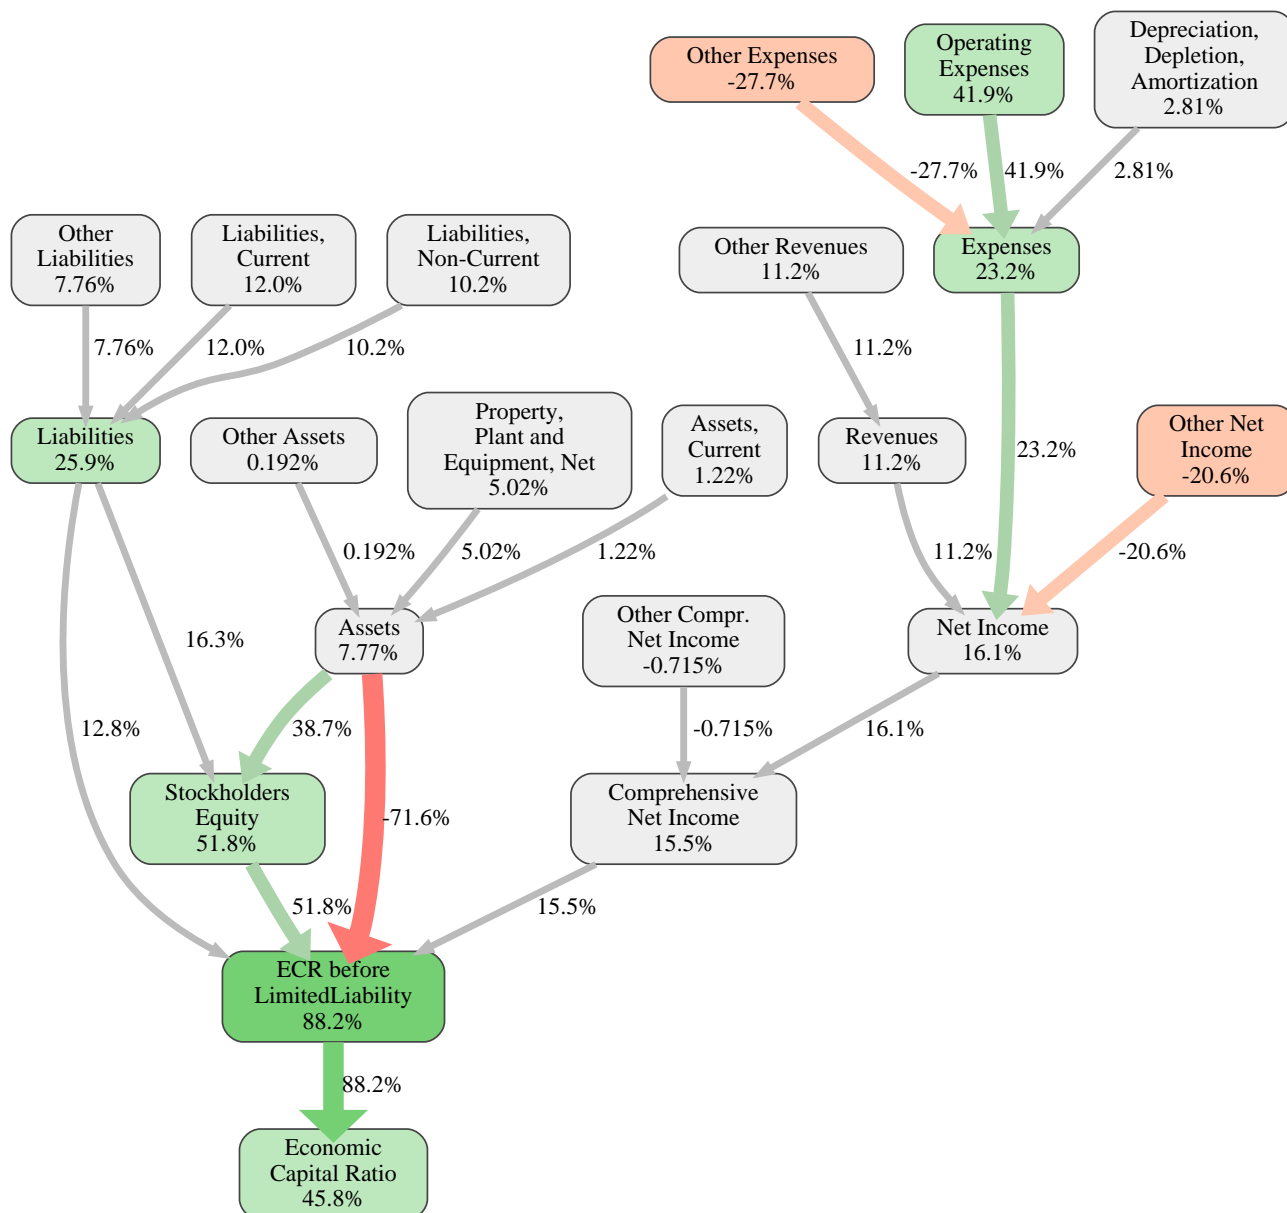 Other Expenses
-27.7%
Operating
Expenses
41.9%
Depreciation,
Depletion,
Amortization
2.81%
-27.7%
41.9%
2.81%
Other
Liabilities
7.76%
Liabilities,
Current
12.0%
Liabilities,
Non-Current
10.2%
Other Revenues
11.2%
Expenses
23.2%
7.76%
12.0%
10.2%
11.2%
Liabilities
25.9%
Other Assets
0.192%
Property,
Plant and
Equipment, Net
5.02%
Assets,
Current
1.22%
Revenues
11.2%
23.2%
Other Net
Income
-20.6%
0.192%
5.02%
1.22%
11.2%
-20.6%
16.3%
Assets
7.77%
Other Compr.
Net Income
-0.715%
Net Income
16.1%
12.8%
38.7%
-0.715%
16.1%
Stockholders
Equity
51.8%
-71.6%
Comprehensive
Net Income
15.5%
51.8%
15.5%
ECR before
LimitedLiability
88.2%
88.2%
Economic
Capital Ratio
45.8%